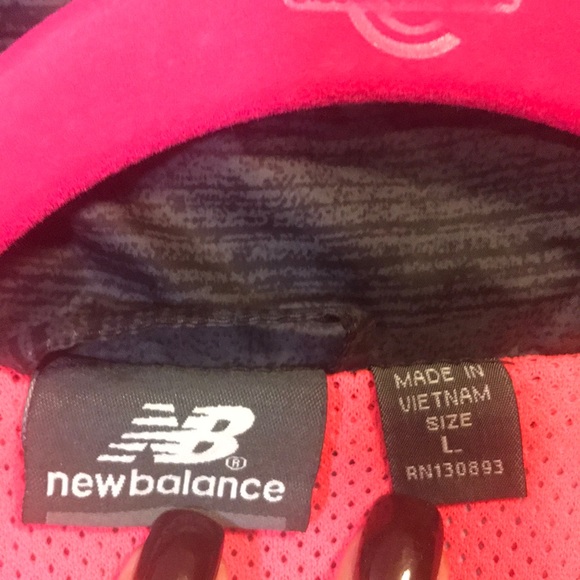 NB
®
newbalance
MADE IN
VIETNAM
SIZE
L
RN130893